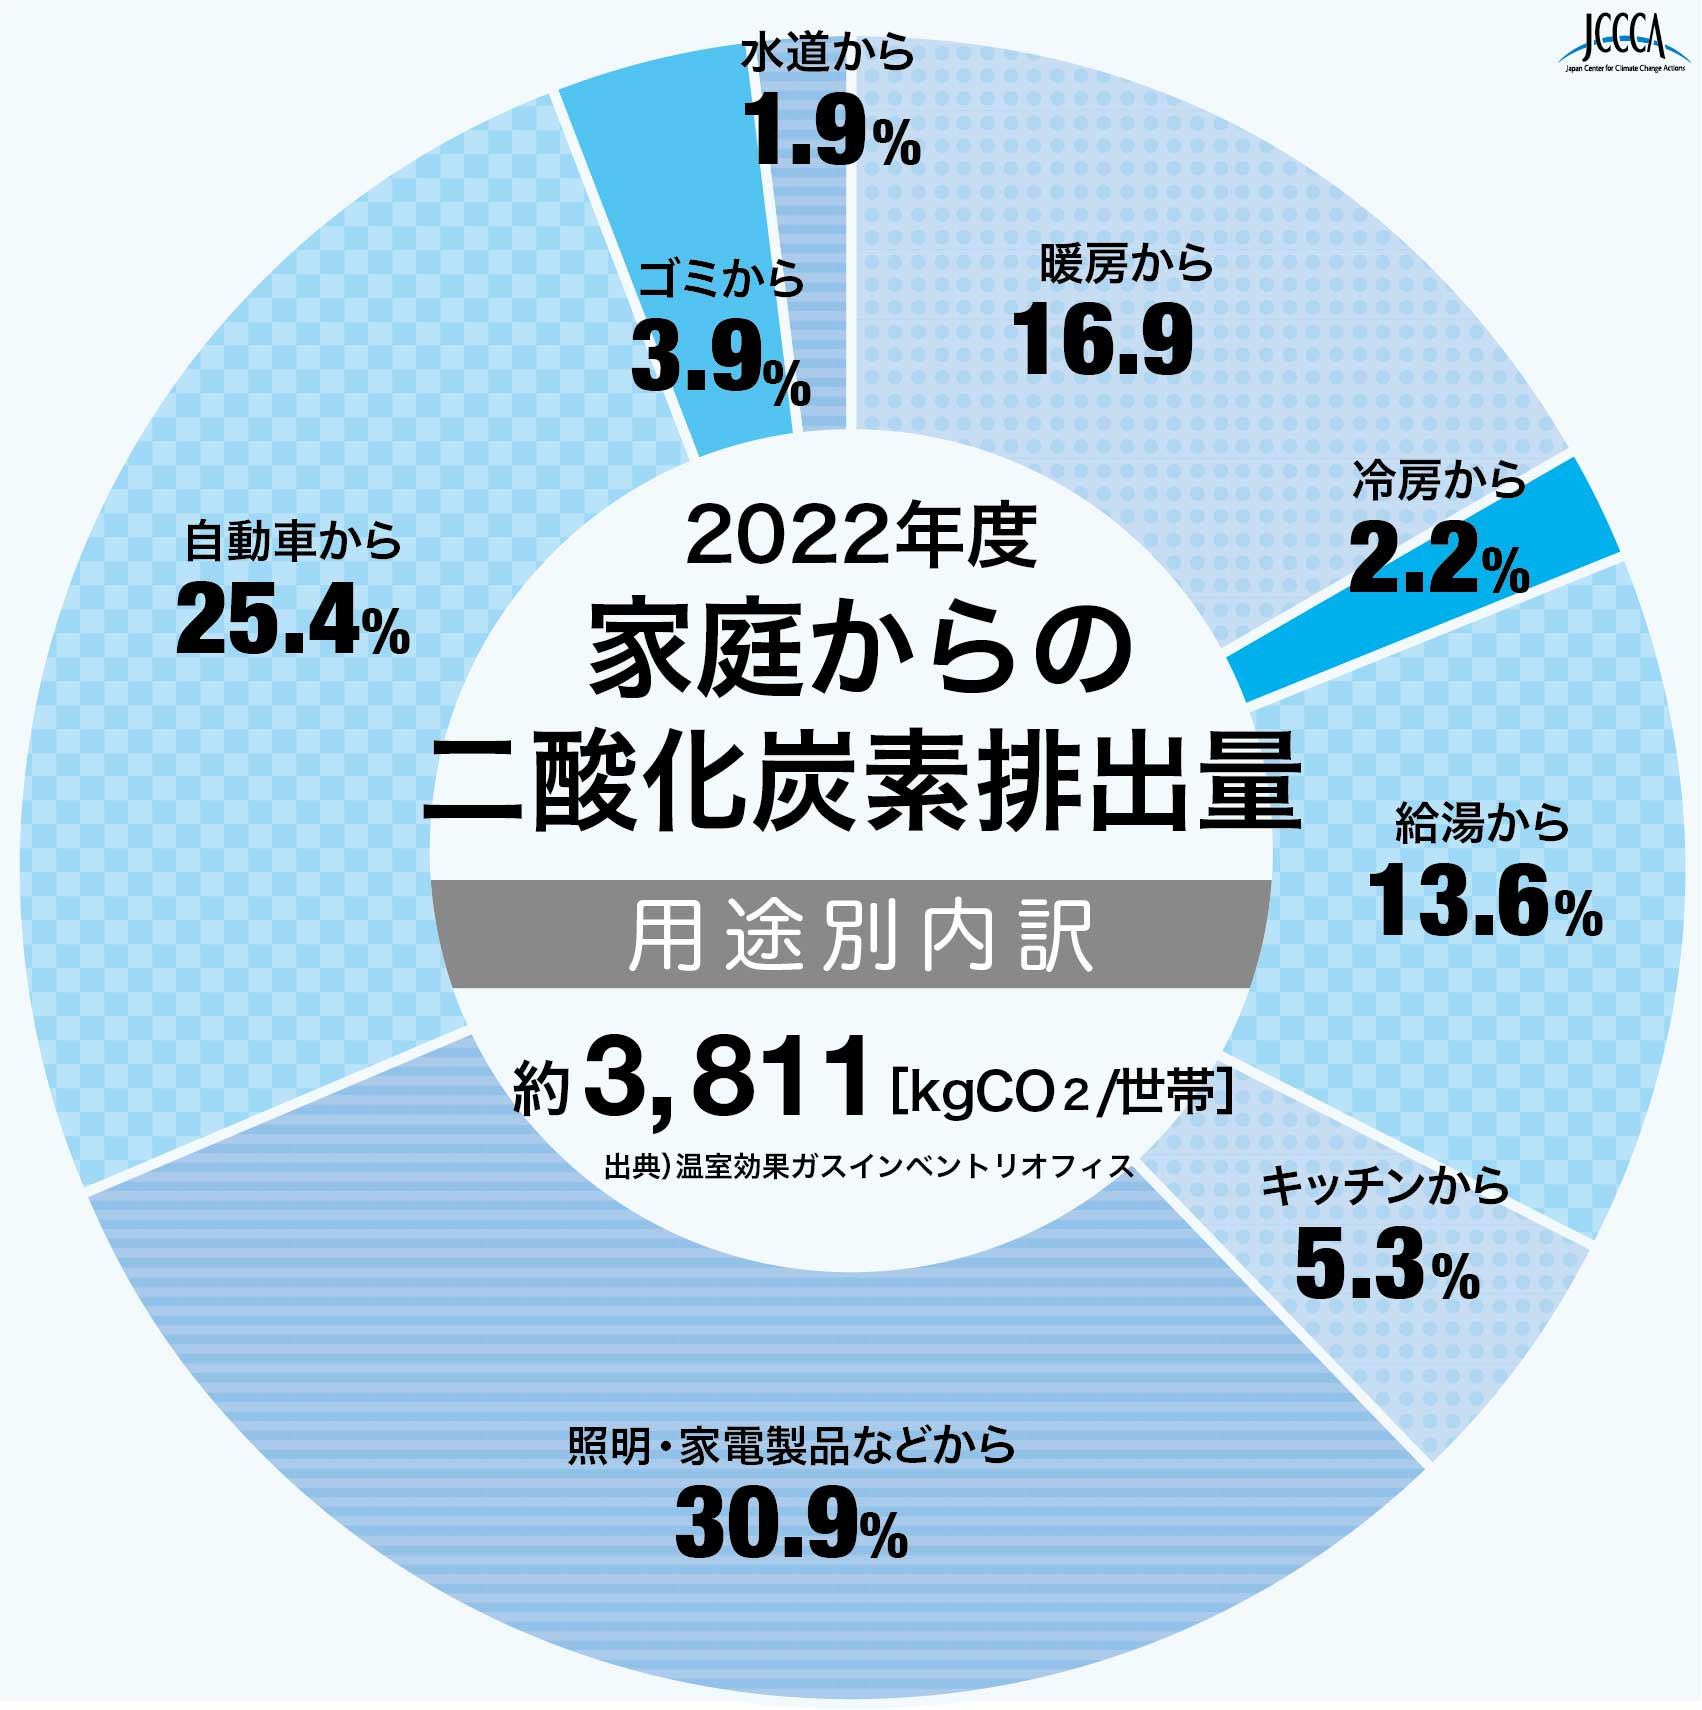 JCCCA
Japan Center for Climate Change Actions
水道から
1.9%
暖房から
16.9
ゴミから
3.9%
冷房から
2.2%
自動車から
25.4%
2022年度
家庭からの
二酸化炭素排出量
用途別内訳
約3,811[kgCO2/世帯]
出典)温室効果ガスインベントリオフィス
給湯から
13.6%
キッチンから
5.3%
照明・家電製品などから
30.9%